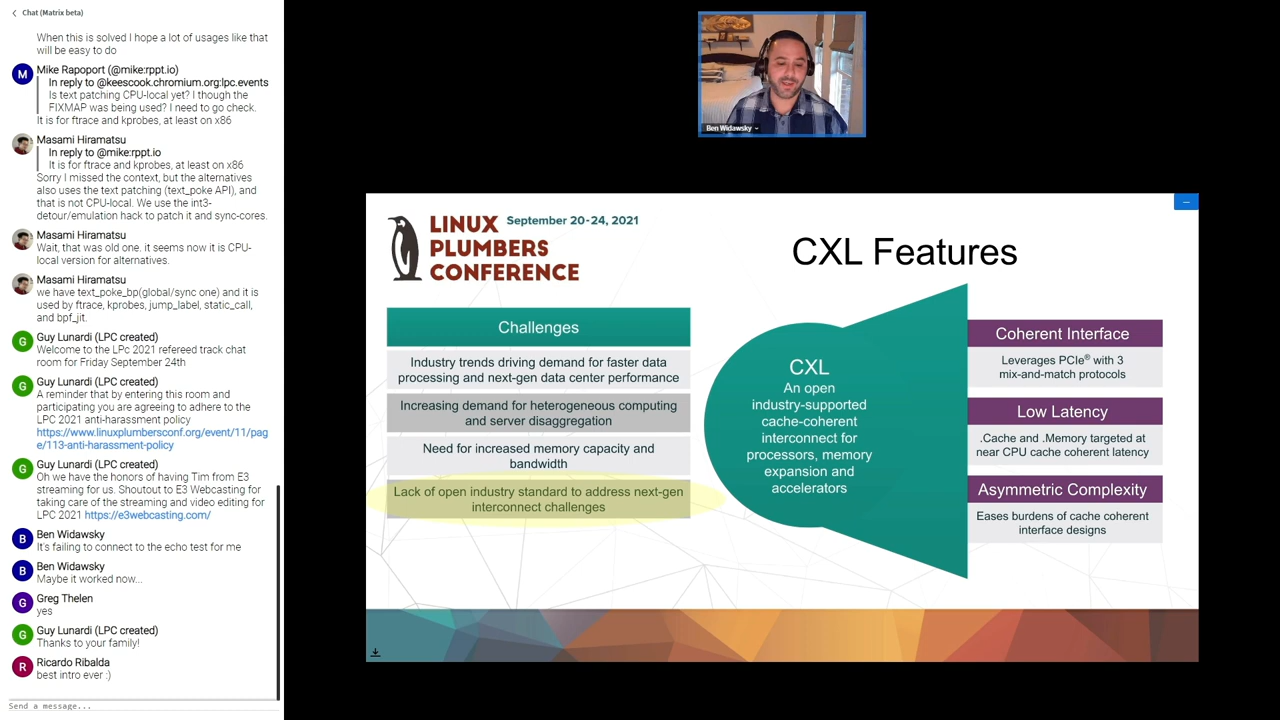 Chat (Matrix beta)
When this is solved I hope a lot of usages like that
will be easy to do
M
Mike Rapoport (@mike:rppt.io)
In reply to @keescook.chromium.org:lpc.events
Is text patching CPU-local yet? I though the
FIXMAP was being used? I need to go check.
It is for ftrace and kprobes, at least on x86
Masami Hiramatsu
In reply to @mike:rppt.io
It is for ftrace and kprobes, at least on x86
Sorry I missed the context, but the alternatives
also uses the text patching (text_poke API), and
that is not CPU-local. We use the int3-
detour/emulation hack to patch it and sync-cores.
Masami Hiramatsu
Wait, that was old one. it seems now it is CPU-
local version for alternatives.
Masami Hiramatsu
we have text_poke_bp(global/sync one) and it is
used by ftrace, kprobes, jump_label, static_call,
and bpf_jit.
G
Guy Lunardi (LPC created)
Welcome to the LPc 2021 refereed track chat
room for Friday September 24th
G
Guy Lunardi (LPC created)
A reminder that by entering this room and
participating you are agreeing to adhere to the
LPC 2021 anti-harassment policy
https://www.linuxplumbersconf.org/event/11/pag
e/113-anti-harassment-policy
G
Guy Lunardi (LPC created)
Oh we have the honors of having Tim from E3
streaming for us. Shoutout to E3 Webcasting for
taking care of the streaming and video editing for
LPC 2021 https://e3webcasting.com/
B
Ben Widawsky
It's failing to connect to the echo test for me
B
Ben Widawsky
Maybe it worked now...
G
Greg Thelen
yes
G
Guy Lunardi (LPC created)
Thanks to your family!
R
Ricardo Ribalda
best intro ever :)
Send a message...
Ben Widawsky
LINUX
PLUMBERS
CONFERENCE
September 20-24, 2021
CXL Features
Challenges
Industry trends driving demand for faster data
processing and next-gen data center performance
Increasing demand for heterogeneous computing
and server disaggregation
Need for increased memory capacity and
bandwidth
Lack of open industry standard to address next-gen
interconnect challenges
CXL
An open
industry-supported
cache-coherent
interconnect for
processors, memory
expansion and
accelerators
Coherent Interface
Leverages PCIe® with 3
mix-and-match protocols
Low Latency
.Cache and .Memory targeted at
near CPU cache coherent latency
Asymmetric Complexity
Eases burdens of cache coherent
interface designs